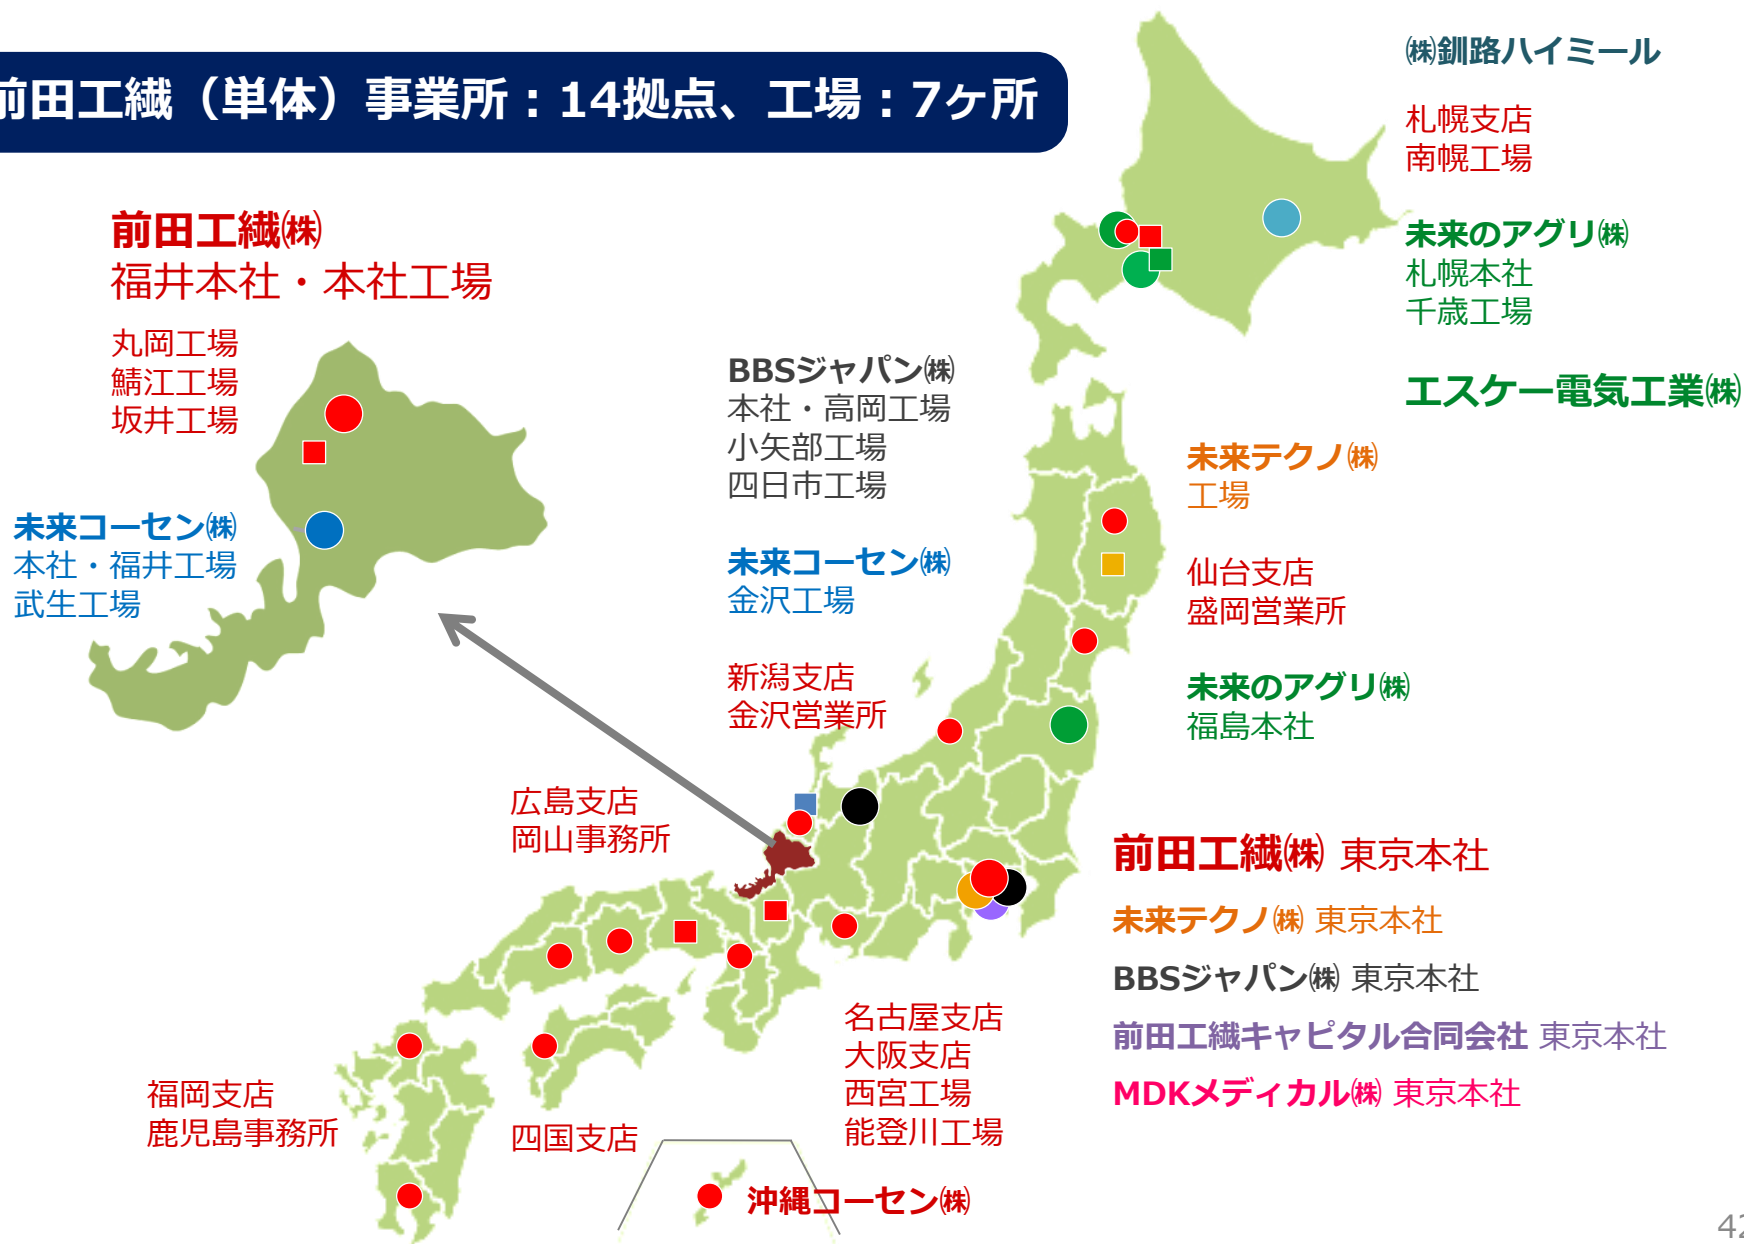 前田工繊（単体）事業所：14拠点、工場：7ヶ所
前田工繊㈱
福井本社・本社工場
丸岡工場
鯖江工場
坂井工場
未来コーセン㈱
本社・福井工場
武生工場
BBSジャパン㈱
本社・高岡工場
小矢部工場
四日市工場
未来コーセン㈱
金沢工場
新潟支店
金沢営業所
広島支店
岡山事務所
㈱釧路ハイミール
札幌支店
南幌工場
未来のアグリ㈱
札幌本社
千歳工場
エスケー電気工業㈱
未来テクノ㈱
工場
仙台支店
盛岡営業所
未来のアグリ㈱
福島本社
前田工繊㈱ 東京本社
未来テクノ㈱ 東京本社
BBSジャパン㈱ 東京本社
前田工繊キャピタル合同会社 東京本社
MDKメディカル㈱ 東京本社
名古屋支店
大阪支店
西宮工場
能登川工場
福岡支店
鹿児島事務所
四国支店
沖縄コーセン㈱
42